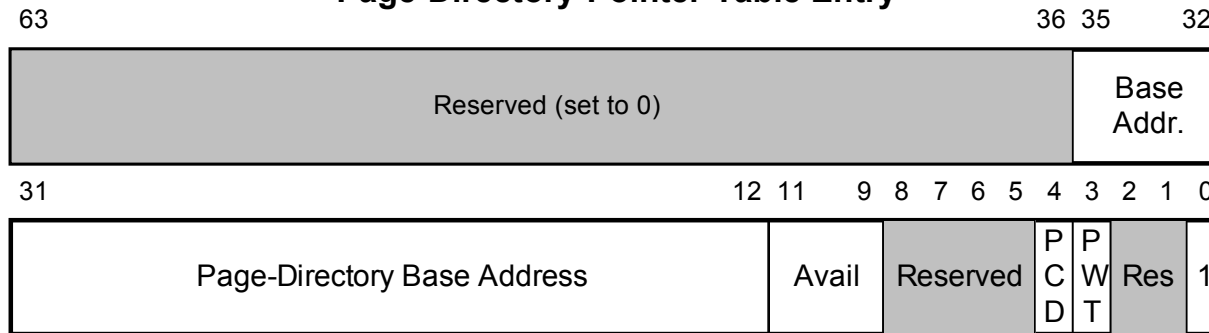 Page-Directory-Pointer-Table Entry
63 36 35 32
Reserved (set to 0)
Base
Addr.
31 12 11 9 8 7 6 5 4 3 2 1 0
Page-Directory Base Address
Avail
Reserved
P
C
D
P
W
T
Res
1